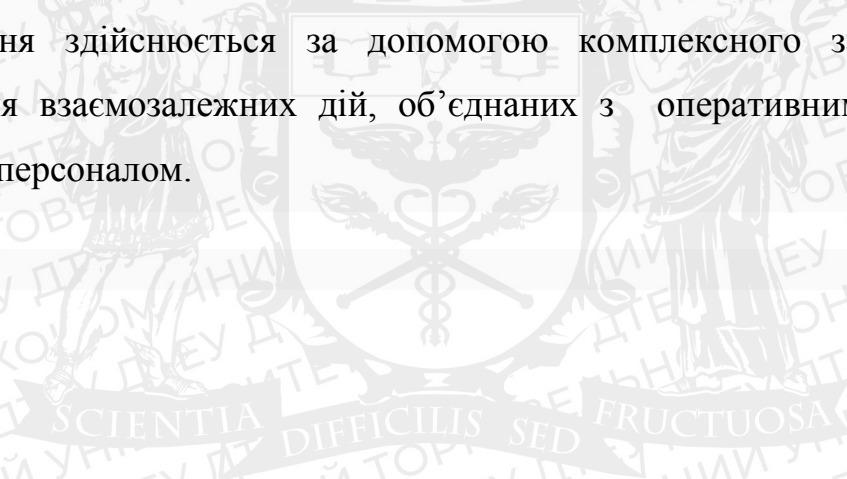 ня здійснюється за допомогою комплексного з
я взаємозалежних дій, об’єднаних з оперативним
персоналом.
SCIENTIA DIFFICILIS SED FRUCTUOSA